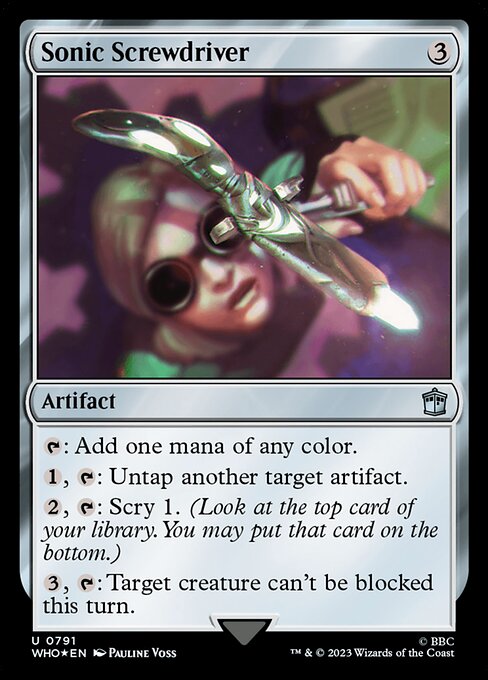 Sonic Screwdriver 3
Artifact
: Add one mana of any color.
1, : Untap another target artifact.
2, : Scry 1. (Look at the top card of
your library. You may put that card on the
bottom.)
3, : Target creature can't be blocked
this turn.
U 0791 © BBC
WHO★EN Pauline Voss ™ & © 2023 Wizards of the Coast